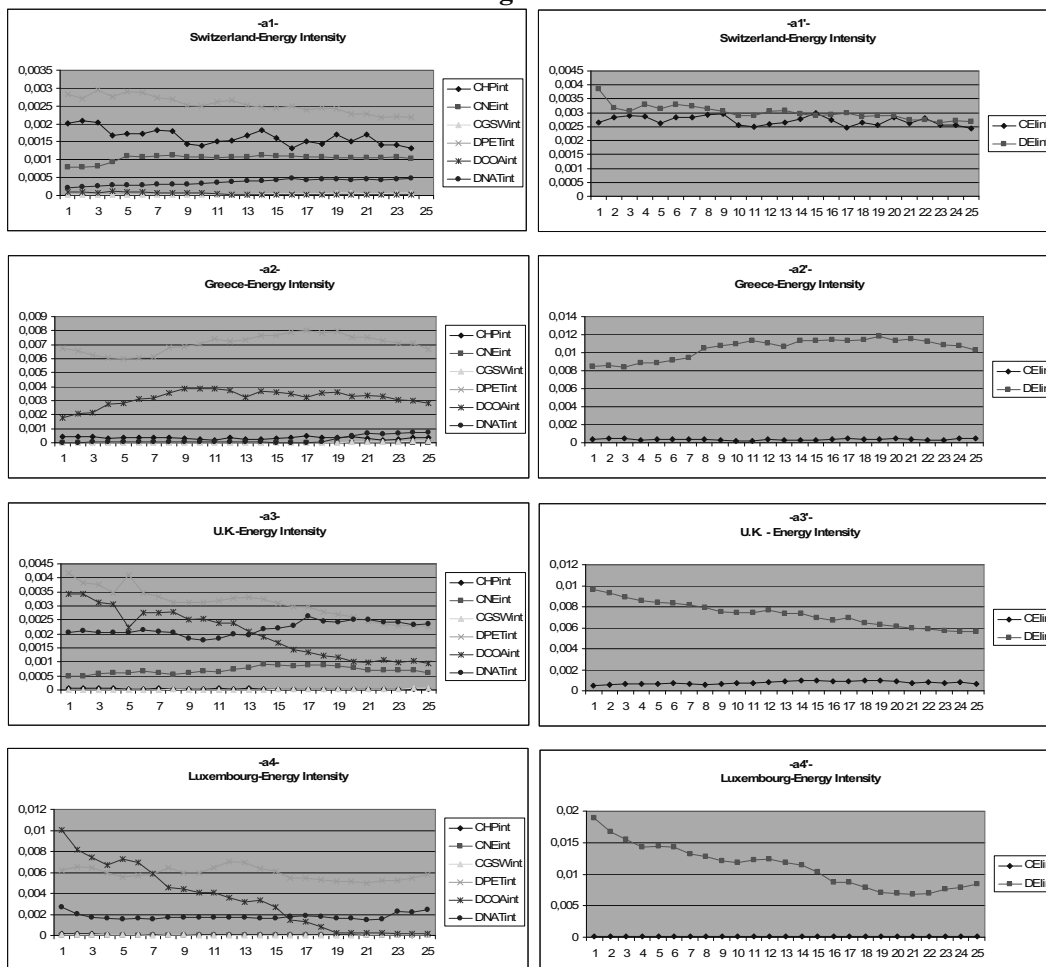 g
-a1-
Switzerland-Energy Intensity
0,0035
0,003
0,0025
0,002
0,0015
0,001
0,0005
0
1 3 5 7 9 11 13 15 17 19 21 23 25
CHPint
CNEint
CGSWint
DPETint
DCOAint
DNATint
-a1'-
Switzerland-Energy Intensity
0,0045
0,004
0,0035
0,003
0,0025
0,002
0,0015
0,001
0,0005
0
1 2 3 4 5 6 7 8 9 10 11 12 13 14 15 16 17 18 19 20 21 22 23 24 25
CEIint
DEIint
-a2-
Greece-Energy Intensity
0,009
0,008
0,007
0,006
0,005
0,004
0,003
0,002
0,001
0
1 3 5 7 9 11 13 15 17 19 21 23 25
CHPint
CNEint
CGSWint
DPETint
DCOAint
DNATint
-a2'-
Greece-Energy Intensity
0,014
0,012
0,01
0,008
0,006
0,004
0,002
0
1 2 3 4 5 6 7 8 9 10 11 12 13 14 15 16 17 18 19 20 21 22 23 24 25
CEIin
DEIin
-a3-
U.K.-Energy Intensity
0,0045
0,004
0,0035
0,003
0,0025
0,002
0,0015
0,001
0,0005
0
1 3 5 7 9 11 13 15 17 19 21 23 25
CHPint
CNEint
CGSWint
DPETint
DCOAint
DNATint
-a3'-
U.K. - Energy Intensity
0,012
0,01
0,008
0,006
0,004
0,002
0
1 2 3 4 5 6 7 8 9 10 11 12 13 14 15 16 17 18 19 20 21 22 23 24 25
CEIin
DEIin
-a4-
Luxembourg-Energy Intensity
0,012
0,01
0,008
0,006
0,004
0,002
0
1 3 5 7 9 11 13 15 17 19 21 23 25
CHPint
CNEint
CGSWint
DPETint
DCOAint
DNATint
-a4'-
Luxembourg-Energy Intensity
0,02
0,015
0,01
0,005
0
1 2 3 4 5 6 7 8 9 10 11 12 13 14 15 16 17 18 19 20 21 22 23 24 25
CEIin
DEIin